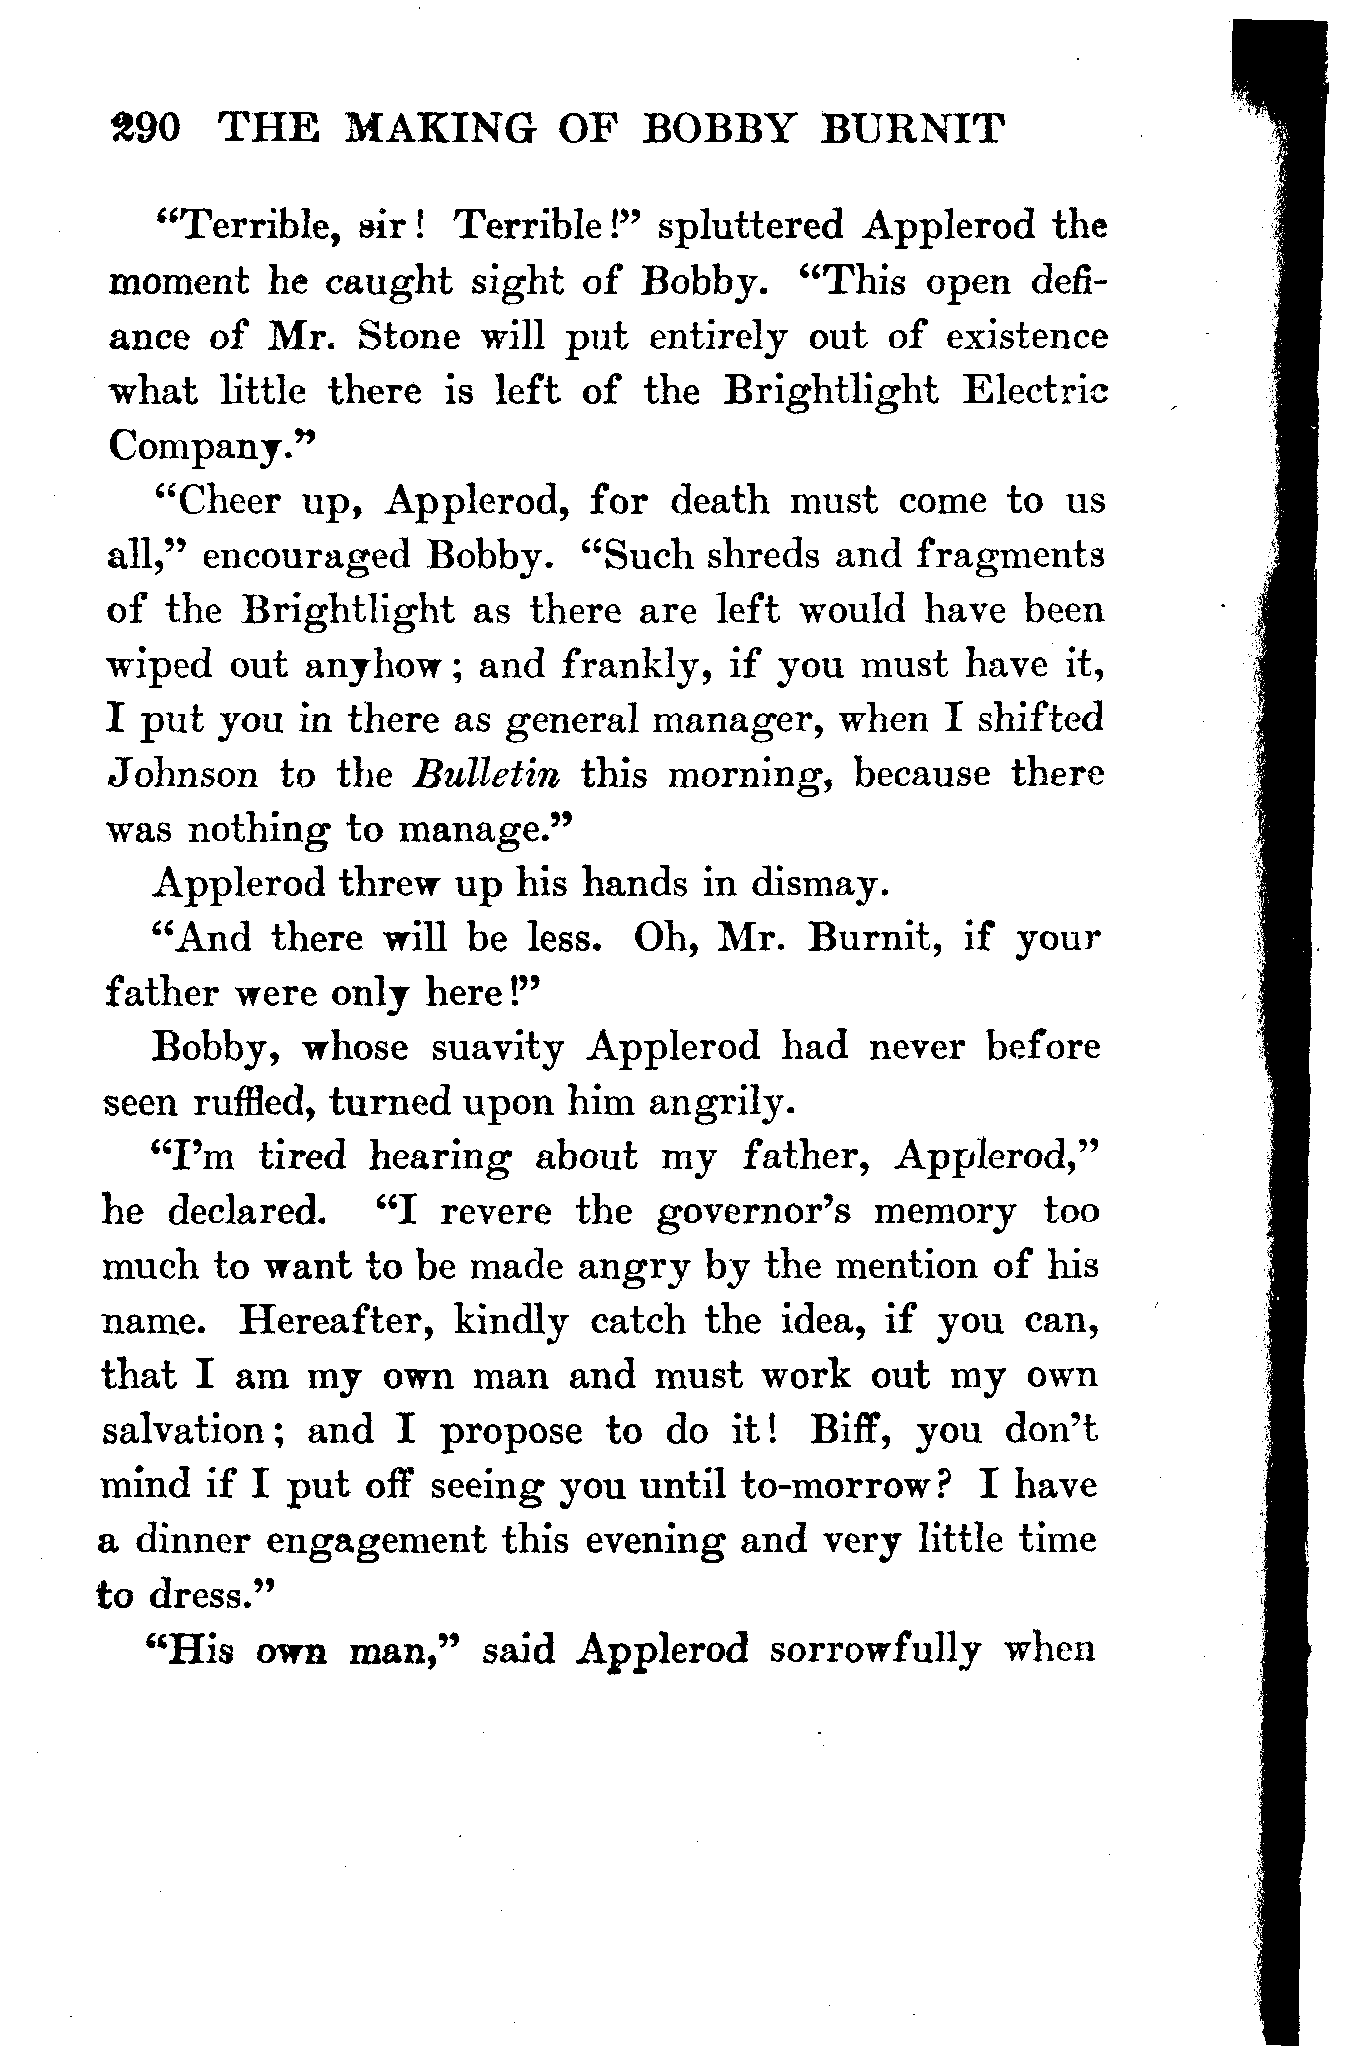 290 THE MAKING OF BOBBY BURNIT
“Terrible, sir! Terrible!” spluttered Applerod the
moment he caught sight of Bobby. “This open defi-
ance of Mr. Stone will put entirely out of existence
what little there is left of the Brightlight Electric
Company.”
“Cheer up, Applerod, for death must come to us
all,” encouraged Bobby. “Such shreds and fragments
of the Brightlight as there are left would have been
wiped out anyhow; and frankly, if you must have it,
I put you in there as general manager, when I shifted
Johnson to the Bulletin this morning, because there
was nothing to manage.”
Applerod threw up his hands in dismay.
“And there will be less. Oh, Mr. Burnit, if your
father were only here!”
Bobby, whose suavity Applerod had never before
seen ruffled, turned upon him angrily.
“I’m tired hearing about my father, Applerod,”
he declared. “I revere the governor’s memory too
much to want to be made angry by the mention of his
name. Hereafter, kindly catch the idea, if you can,
that I am my own man and must work out my own
salvation; and I propose to do it! Biff, you don’t
mind if I put off seeing you until to-morrow? I have
a dinner engagement this evening and very little time
to dress.”
“His own man,” said Applerod sorrowfully when